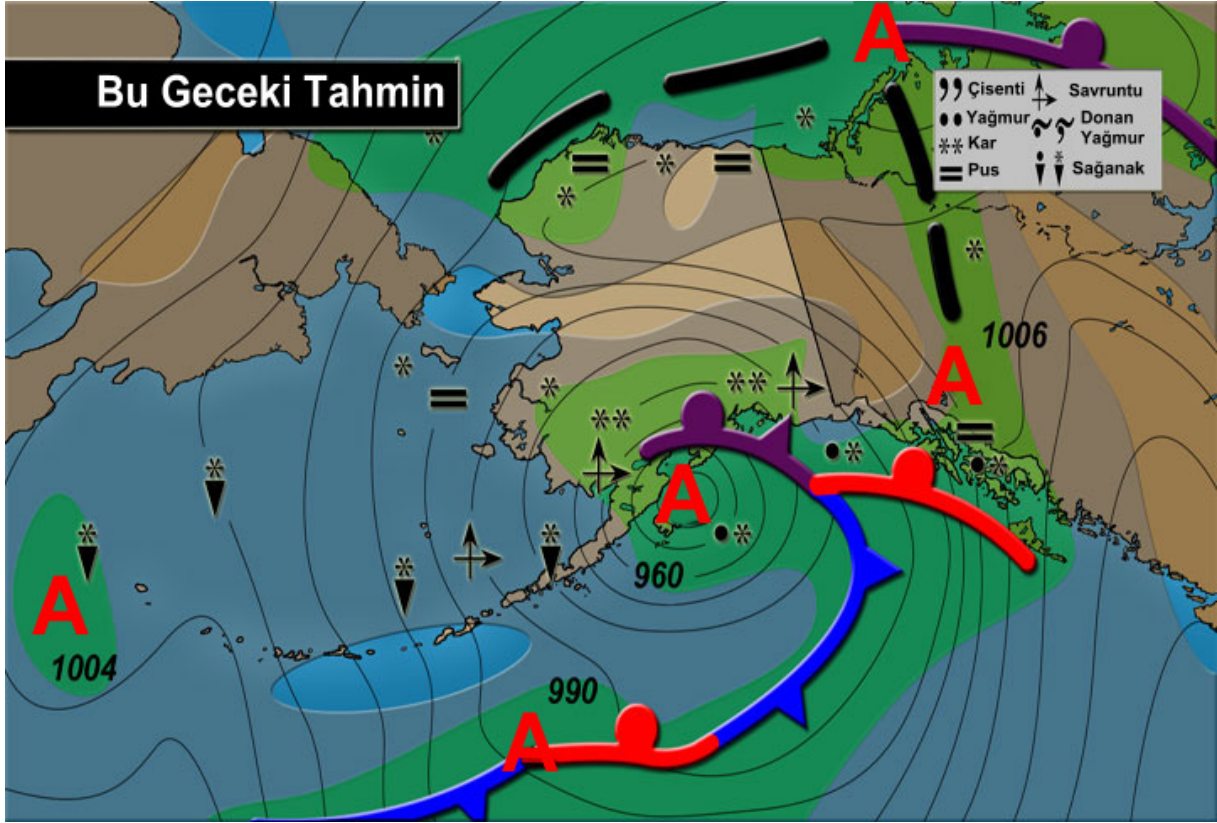 A
Bu Geceki Tahmin
Çisenti
Savruntu
Yağmur
Donan
Yağmur
Kar
Pus
Sağanak
1006
A
A
960
A
1004
990
A